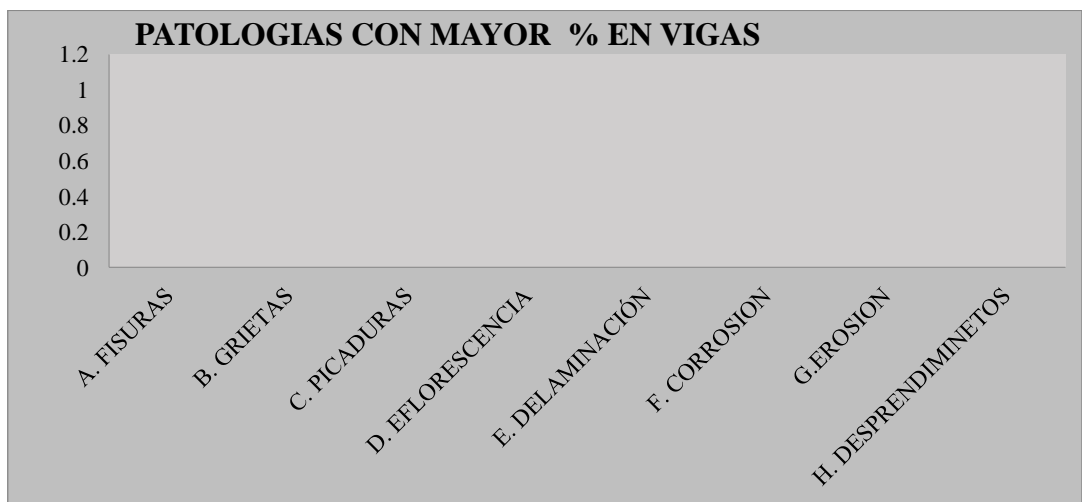 PATOLOGIAS CON MAYOR % EN VIGAS
1.2
1
0.8
0.6
0.4
0.2
0
A. FISURAS
B. GRIETAS
C. PICADURAS
D. EFLORESCENCIA
E. DELAMINACIÓN
F. CORROSION
G.EROSION
H. DESPRENDIMINETOS